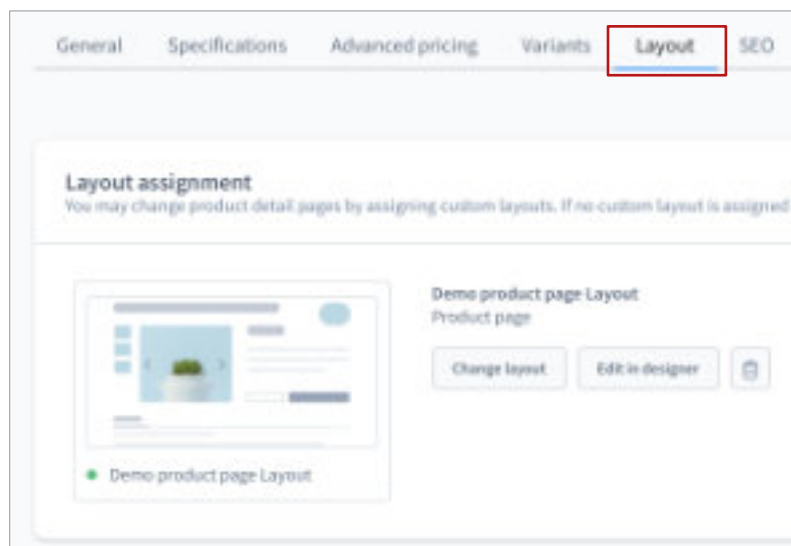 General Specifications Advanced pricing Variants Layout SEO
Layout assignment
You may change product detail pages by assigning custom layouts. If no custom layout is assigned
Demo product page Layout
Product page
Change layout Edit in designer
Demo product page Layout